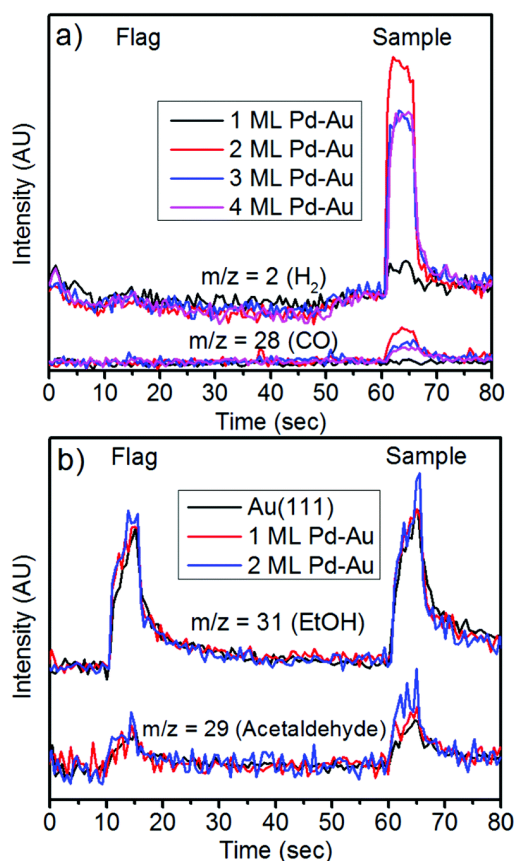 a)
Flag Sample
1 ML Pd-Au
2 ML Pd-Au
3 ML Pd-Au
4 ML Pd-Au
m/z = 2 (H₂)
m/z = 28 (CO)
Intensity (AU)
0 10 20 30 40 50 60 70 80
Time (sec)
b)
Flag Sample
Au(111)
1 ML Pd-Au
2 ML Pd-Au
m/z = 31 (EtOH)
m/z = 29 (Acetaldehyde)
Intensity (AU)
0 10 20 30 40 50 60 70 80
Time (sec)